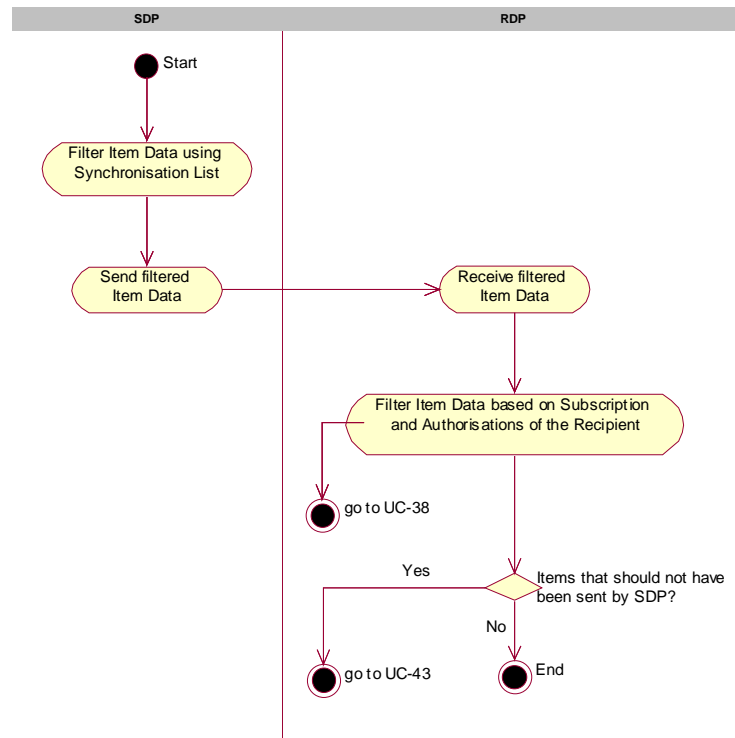 SDP
RDP
Start
Filter Item Data using
Synchronisation List
Send filtered
Item Data
Receive filtered
Item Data
Filter Item Data based on Subscription
and Authorisations of the Recipient
go to UC-38
Yes
Items that should not have
been sent by SDP?
No
go to UC-43
End